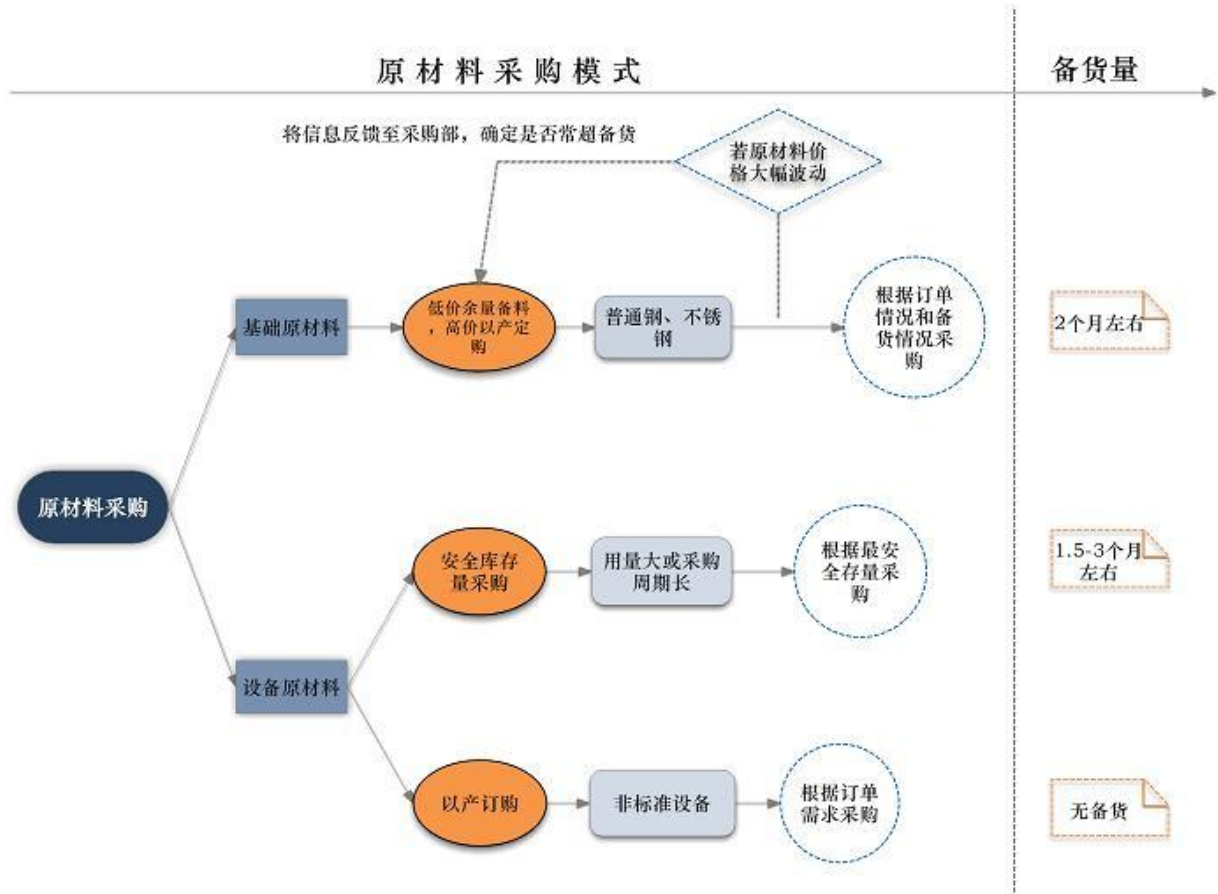 原材料采购模式
备货量
将信息反馈至采购部，确定是否常超备货
若原材料价
格大幅波动
基础原材料
低价余量备料
，高价以产定
购
普通钢、不锈
钢
根据订单
情况和备
货情况采
购
2个月左右
原材料采购
安全库存
量采购
用量大或采购
周期长
根据最安
全存量采
购
1.5-3个月
左右
设备原材料
以产订购
非标准设备
根据订单
需求采购
无备货